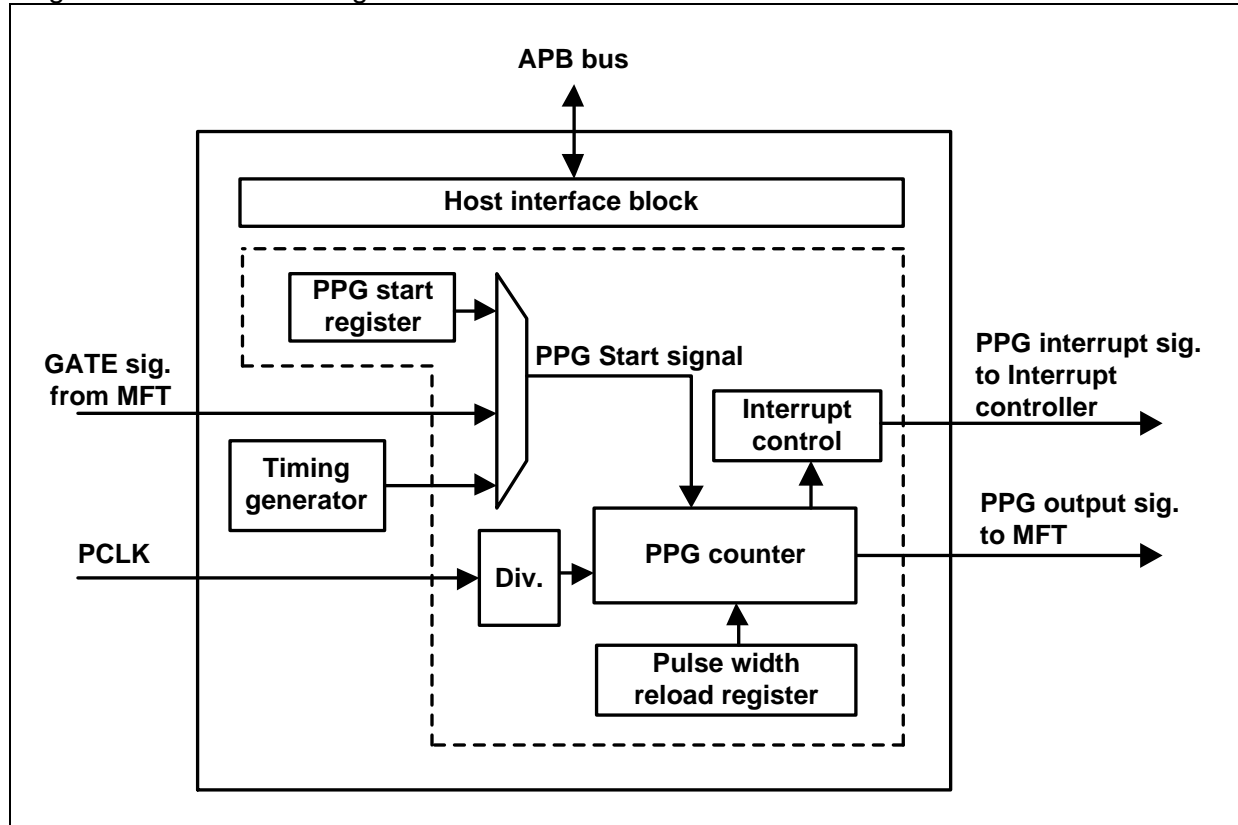 APB bus
Host interface block
PPG start
register
PPG Start signal
GATE sig.
from MFT
Timing
generator
PCLK
Div.
PPG counter
Interrupt
control
Pulse width
reload register
PPG interrupt sig.
to Interrupt
controller
PPG output sig.
to MFT